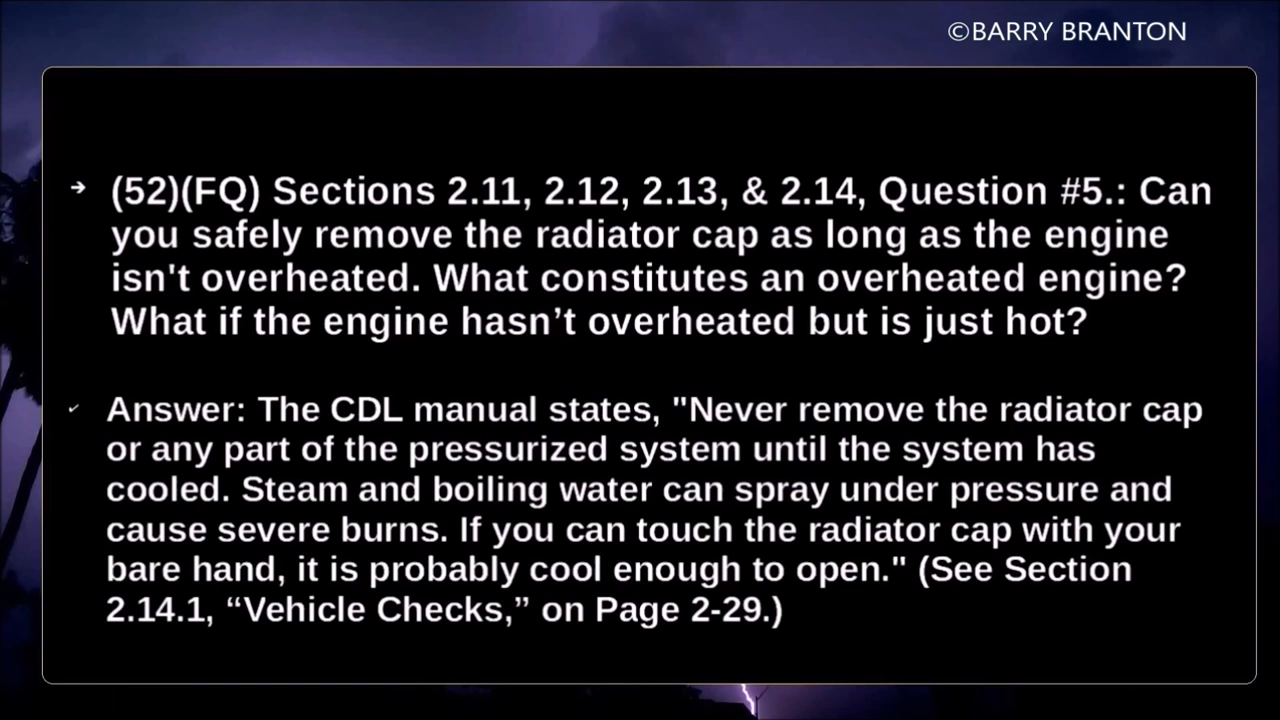 ©BARRY BRANTON
➔ (52)(FQ) Sections 2.11, 2.12, 2.13, & 2.14, Question #5.: Can
you safely remove the radiator cap as long as the engine
isn't overheated. What constitutes an overheated engine?
What if the engine hasn’t overheated but is just hot?
✓ Answer: The CDL manual states, "Never remove the radiator cap
or any part of the pressurized system until the system has
cooled. Steam and boiling water can spray under pressure and
cause severe burns. If you can touch the radiator cap with your
bare hand, it is probably cool enough to open." (See Section
2.14.1, “Vehicle Checks,” on Page 2-29.)